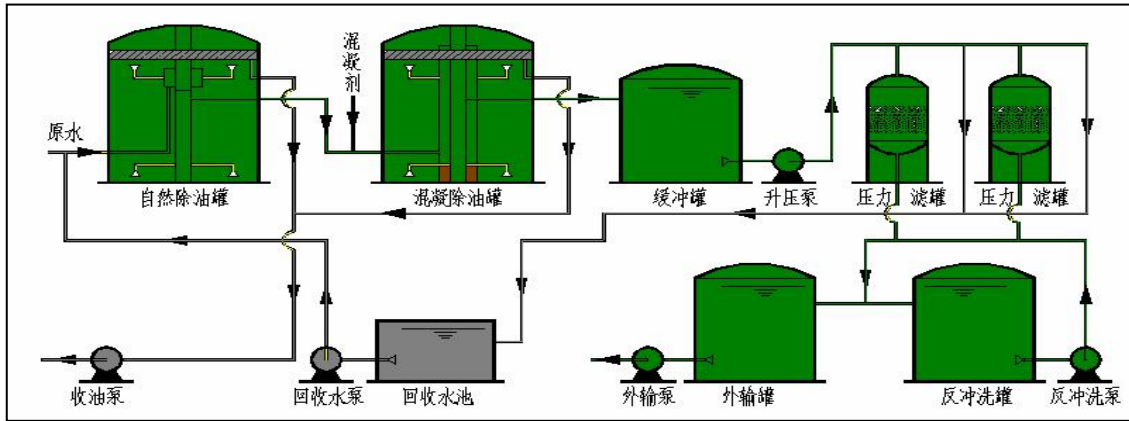 混凝剂
原水
自然除油罐
混凝除油罐
缓冲罐
升压泵
压力 滤罐
压力 滤罐
收油泵
回收水泵
回收水池
外输泵
外输罐
反冲洗罐
反冲洗泵